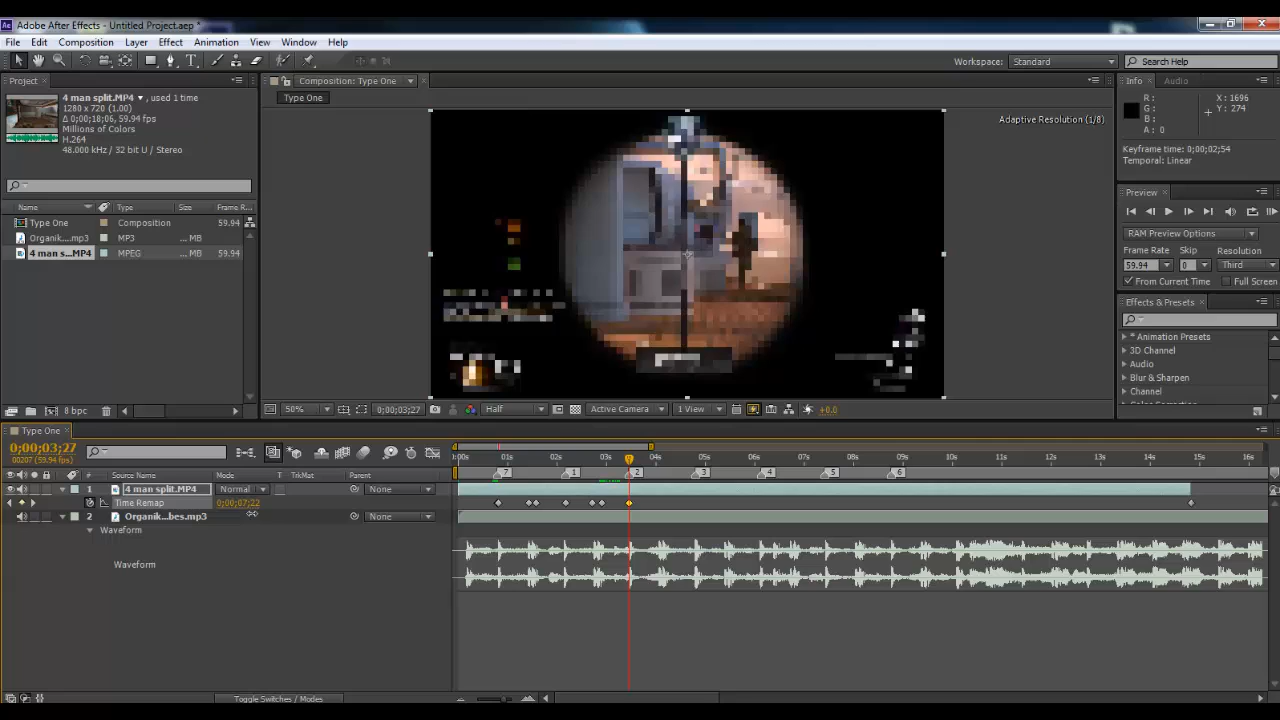 Adobe After Effects - Untitled Project.aep *
File Edit Composition Layer Effect Animation View Window Help
Workspace: Standard Search Help
Project
4 man split.MP4 , used 1 time
1280 x 720 (1.00)
Δ 0;00;18;06, 59.94 fps
Millions of Colors
H.264
48.000 kHz / 32 bit U / Stereo
Name Type Size Frame R...
Type One Composition 59.94
Organik....mp3 MP3 ... MB
4 man s....MP4 MPEG ... MB 59.94
8 bpc
Composition: Type One
Type One
Adaptive Resolution (1/8)
50% 0;00;03;27 Half Active Camera 1 View +0.0
Info Audio
R :
G :
B :
A : 0
X : 1696
Y : 274
Keyframe time: 0;00;02;54
Temporal: Linear
Preview
RAM Preview Options
Frame Rate Skip Resolution
59.94 0 Third
From Current Time Full Screen
Effects & Presets
* Animation Presets
3D Channel
Audio
Blur & Sharpen
Channel
Type One
0;00;03;27
00207 (59.94 fps)
:00s 01s 02s 03s 04s 05s 06s 07s 08s 09s 10s 11s 12s 13s 14s 15s 16s
7 1 2 3 4 5 6
# Source Name Mode T TrkMat Parent
1 4 man split.MP4 Normal None
Time Remap 0;00;07;22
2 Organik...bes.mp3 None
Waveform
Waveform
Toggle Switches / Modes